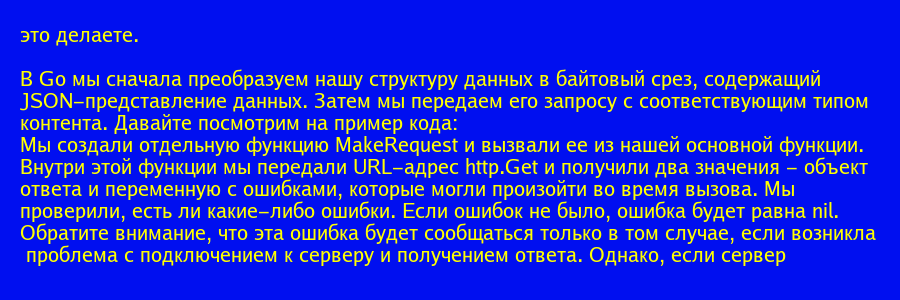 это делаете.
В Go мы сначала преобразуем нашу структуру данных в байтовый срез, содержащий
JSON-представление данных. Затем мы передаем его запросу с соответствующим типом
контента. Давайте посмотрим на пример кода:
Мы создали отдельную функцию MakeRequest и вызвали ее из нашей основной функции.
Внутри этой функции мы передали URL-адрес http.Get и получили два значения - объект
ответа и переменную с ошибками, которые могли произойти во время вызова. Мы
проверили, есть ли какие-либо ошибки. Если ошибок не было, ошибка будет равна nil.
Обратите внимание, что эта ошибка будет сообщаться только в том случае, если возникла
проблема с подключением к серверу и получением ответа. Однако, если сервер